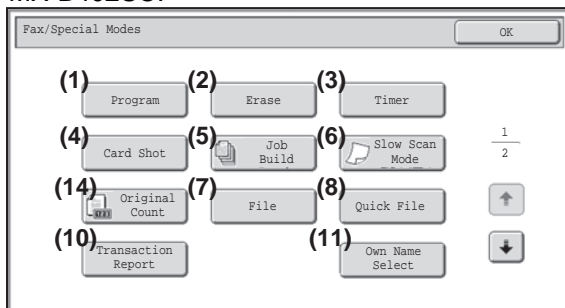 Fax/Special Modes
OK
(1) Program
(2) Erase
(3) Timer
(4) Card Shot
(5) Job
Build
(6) Slow Scan
Mode
1
2
(14) Original
Count
(7) File
(8) Quick File
(10) Transaction
Report
(11) Own Name
Select